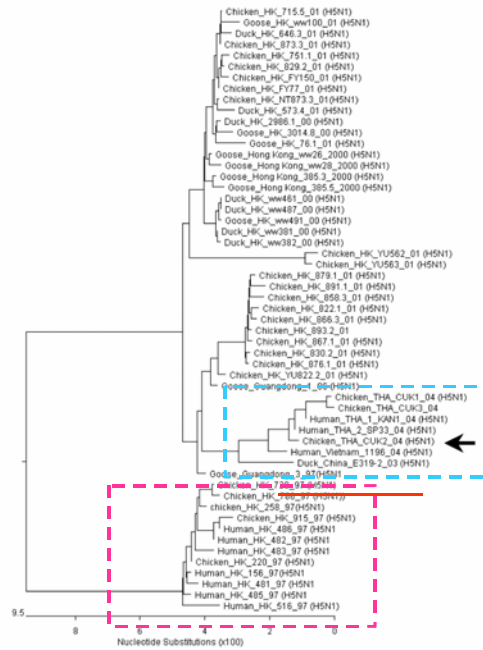 Chicken_HK_715.5_01 (H5N1)
Goose_HK_ww100_01 (H5N1)
Duck_HK_646.3_01 (H5N1)
Chicken_HK_873.3_01 (H5N1)
Chicken_HK_751.1_01 (H5N1)
Chicken_HK_829.2_01 (H5N1)
Chicken_HK_FY150_01 (H5N1)
Chicken_HK_FY77_01 (H5N1)
Chicken_HK_NT873.3_01(H5N1)
Duck_HK_573.4_01 (H5N1)
Duck_HK_2986.1_00 (H5N1)
Goose_HK_3014.8_00 (H5N1)
Goose_HK_76.1_01 (H5N1)
Goose_Hong Kong_ww26_2000 (H5N1)
Goose_Hong Kong_ww28_2000 (H5N1)
Goose_Hong Kong_385.3_2000 (H5N1)
Goose_Hong Kong_385.5_2000 (H5N1)
Duck_HK_ww461_00 (H5N1)
Duck_HK_ww487_00 (H5N1)
Goose_HK_ww491_00 (H5N1)
Duck_HK_ww381_00 (H5N1)
Duck_HK_ww382_00 (H5N1)
Chicken_HK_YU562_01 (H5N1)
Chicken_HK_YU563_01 (H5N1)
Chicken_HK_879.1_01 (H5N1)
Chicken_HK_891.1_01 (H5N1)
Chicken_HK_858.3_01 (H5N1)
Chicken_HK_822.1_01 (H5N1)
Chicken_HK_866.3_01 (H5N1)
Chicken_HK_893.2_01
Chicken_HK_867.1_01 (H5N1)
Chicken_HK_830.2_01 (H5N1)
Chicken_HK_876.1_01 (H5N1)
Chicken_HK_YU822.2_01 (H5N1)
Goose_Guangdong_1_96 (H5N1)
Chicken_THA_CUK1_04 (H5N1)
Chicken_THA_CUK3_04
Human_THA_1_KAN1_04 (H5N1)
Human_THA_2_SP33_04 (H5N1)
Chicken_THA_CUK2_04 (H5N1)
Human_Vietnam_1196_04 (H5N1)
Duck_China_E319-2_03 (H5N1)
Goose_Guangdong_3_97(H5N1
Chicken_HK_728_97 (H5N1)
Chicken_HK_786_97 (H5N1))
chicken_HK_258_97 (H5N1)
Chicken_HK_915_97 (H5N1)
Human_HK_486_97 (H5N1
Human_HK_482_97 (H5N1
Human_HK_483_97 (H5N1
Chicken_HK_220_97 (H5N1)
Human_HK_156_97(H5N1
Human_HK_481_97 (H5N1
Human_HK_485_97 (H5N1
Human_HK_516_97 (H5N1)
9.5
8 6 4 2 0
Nucleotide Substitutions (x100)